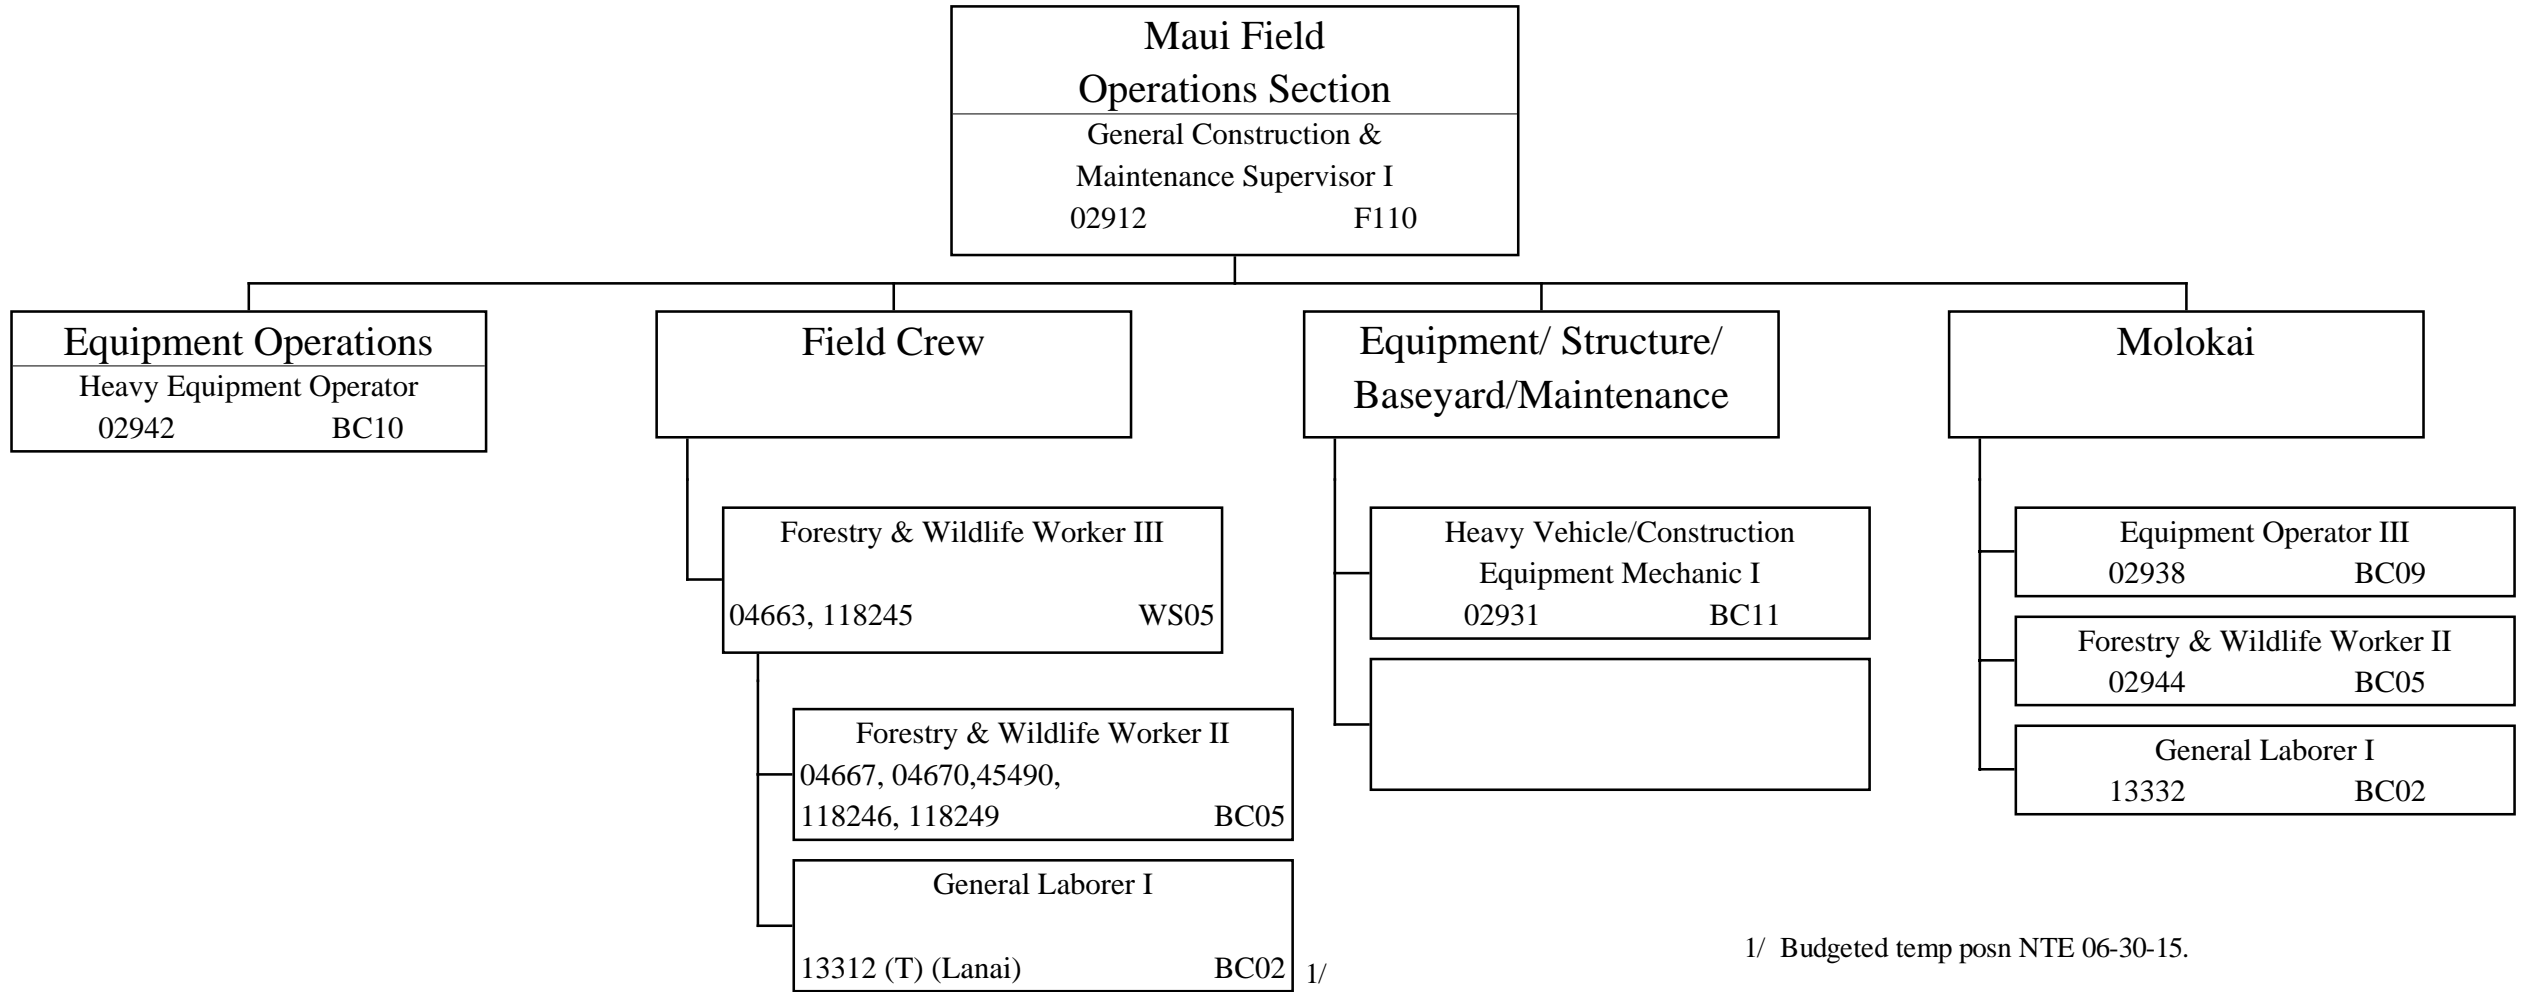 Maui Field
Operations Section
General Construction &
Maintenance Supervisor I
02912 F110
Equipment Operations
Heavy Equipment Operator
02942 BC10
Field Crew
Forestry & Wildlife Worker III
04663, 118245 WS05
Forestry & Wildlife Worker II
04667, 04670,45490,
118246, 118249 BC05
General Laborer I
13312 (T) (Lanai) BC02 1/
Equipment/ Structure/
Baseyard/Maintenance
Heavy Vehicle/Construction
Equipment Mechanic I
02931 BC11
Molokai
Equipment Operator III
02938 BC09
Forestry & Wildlife Worker II
02944 BC05
General Laborer I
13332 BC02
1/ Budgeted temp posn NTE 06-30-15.